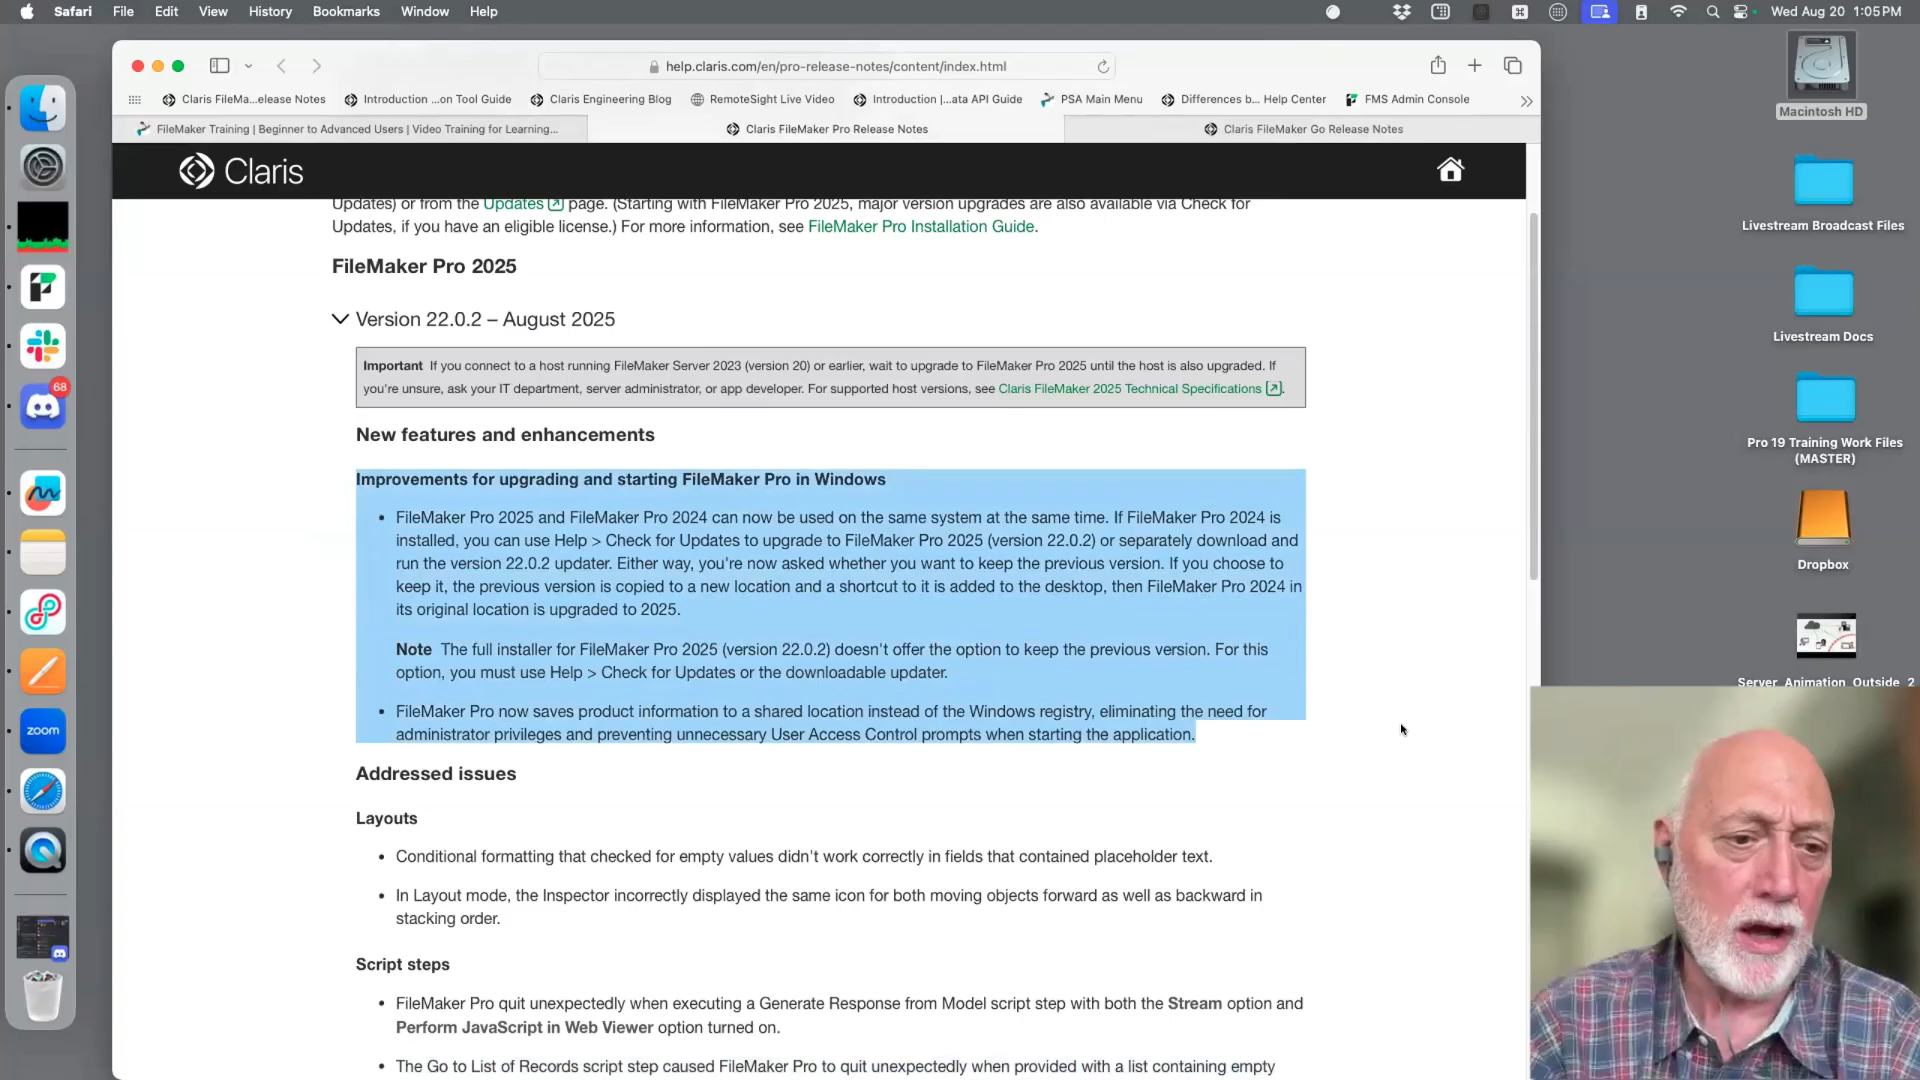 Safari File Edit View History Bookmarks Window Help
Wed Aug 20 1:05 PM
help.claris.com/en/pro-release-notes/content/index.html
Claris FileMa...elease Notes
Introduction ...on Tool Guide
Claris Engineering Blog
RemoteSight Live Video
Introduction |...ata API Guide
PSA Main Menu
Differences b... Help Center
FMS Admin Console
FileMaker Training | Beginner to Advanced Users | Video Training for Learning...
Claris FileMaker Pro Release Notes
Claris FileMaker Go Release Notes
Claris
Updates) or from the Updates page. (Starting with FileMaker Pro 2025, major version upgrades are also available via Check for
Updates, if you have an eligible license.) For more information, see FileMaker Pro Installation Guide.
FileMaker Pro 2025
Version 22.0.2 – August 2025
Important If you connect to a host running FileMaker Server 2023 (version 20) or earlier, wait to upgrade to FileMaker Pro 2025 until the host is also upgraded. If
you're unsure, ask your IT department, server administrator, or app developer. For supported host versions, see Claris FileMaker 2025 Technical Specifications.
New features and enhancements
Improvements for upgrading and starting FileMaker Pro in Windows
• FileMaker Pro 2025 and FileMaker Pro 2024 can now be used on the same system at the same time. If FileMaker Pro 2024 is
installed, you can use Help > Check for Updates to upgrade to FileMaker Pro 2025 (version 22.0.2) or separately download and
run the version 22.0.2 updater. Either way, you're now asked whether you want to keep the previous version. If you choose to
keep it, the previous version is copied to a new location and a shortcut to it is added to the desktop, then FileMaker Pro 2024 in
its original location is upgraded to 2025.
Note The full installer for FileMaker Pro 2025 (version 22.0.2) doesn't offer the option to keep the previous version. For this
option, you must use Help > Check for Updates or the downloadable updater.
• FileMaker Pro now saves product information to a shared location instead of the Windows registry, eliminating the need for
administrator privileges and preventing unnecessary User Access Control prompts when starting the application.
Addressed issues
Layouts
• Conditional formatting that checked for empty values didn't work correctly in fields that contained placeholder text.
• In Layout mode, the Inspector incorrectly displayed the same icon for both moving objects forward as well as backward in
stacking order.
Script steps
• FileMaker Pro quit unexpectedly when executing a Generate Response from Model script step with both the Stream option and
Perform JavaScript in Web Viewer option turned on.
• The Go to List of Records script step caused FileMaker Pro to quit unexpectedly when provided with a list containing empty
68
zoom
Macintosh HD
Livestream Broadcast Files
Livestream Docs
Pro 19 Training Work Files
(MASTER)
Dropbox
Server_Animation_Outside_2